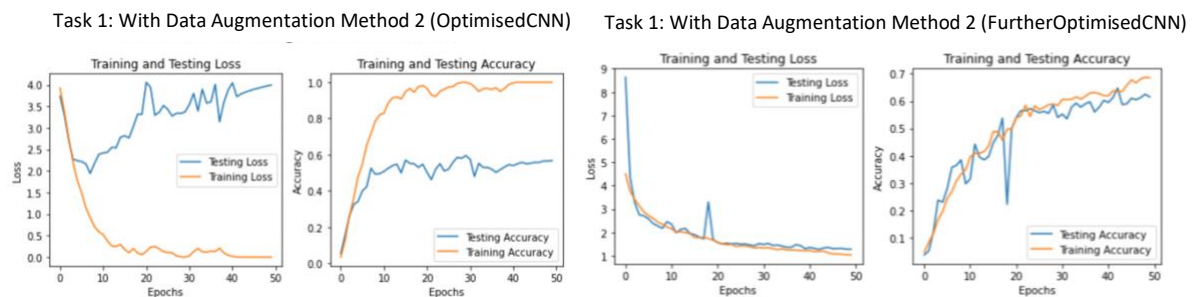 Task 1: With Data Augmentation Method 2 (OptimisedCNN)
Task 1: With Data Augmentation Method 2 (FurtherOptimisedCNN)
Training and Testing Loss
4.0
3.5
3.0
2.5
2.0
1.5
1.0
0.5
0.0
Loss
Testing Loss
Training Loss
0 10 20 30 40 50
Epochs
Training and Testing Accuracy
1.0
0.8
0.6
0.4
0.2
0.0
Accuracy
Testing Accuracy
Training Accuracy
0 10 20 30 40 50
Epochs
Training and Testing Loss
9
8
7
6
5
4
3
2
1
Loss
Testing Loss
Training Loss
0 10 20 30 40 50
Epochs
Training and Testing Accuracy
0.7
0.6
0.5
0.4
0.3
0.2
0.1
Accuracy
Testing Accuracy
Training Accuracy
0 10 20 30 40 50
Epochs